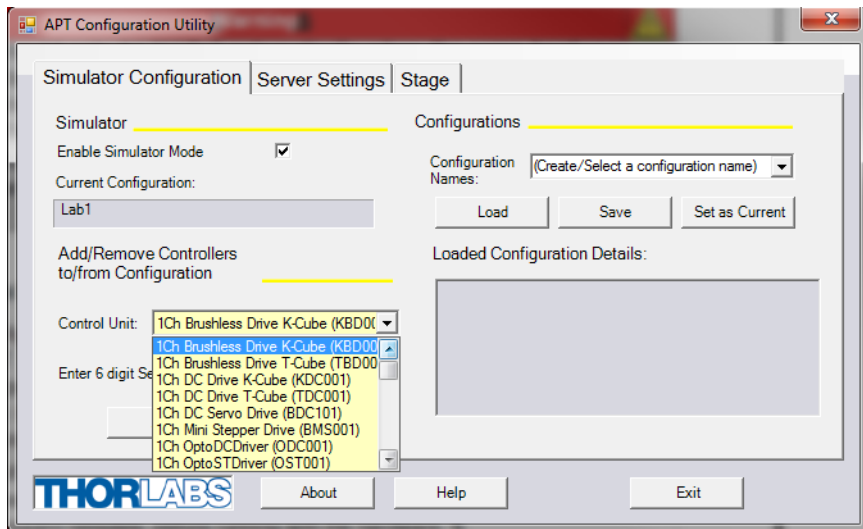 APT Configuration Utility
Simulator Configuration
Server Settings
Stage
Simulator
Enable Simulator Mode
Current Configuration:
Lab1
Add/Remove Controllers
to/from Configuration
Control Unit:
1Ch Brushless Drive K-Cube (KBD0(
1Ch Brushless Drive K-Cube (KBD00
1Ch Brushless Drive T-Cube (TBD00
1Ch DC Drive K-Cube (KDC001)
1Ch DC Drive T-Cube (TDC001)
1Ch DC Servo Drive (BDC101)
1Ch Mini Stepper Drive (BMS001)
1Ch OptoDCDriver (ODC001)
1Ch OptoSTDriver (OST001)
Enter 6 digit Se
Configurations
Configuration
Names:
(Create/Select a configuration name)
Load
Save
Set as Current
Loaded Configuration Details:
THORLABS
About
Help
Exit